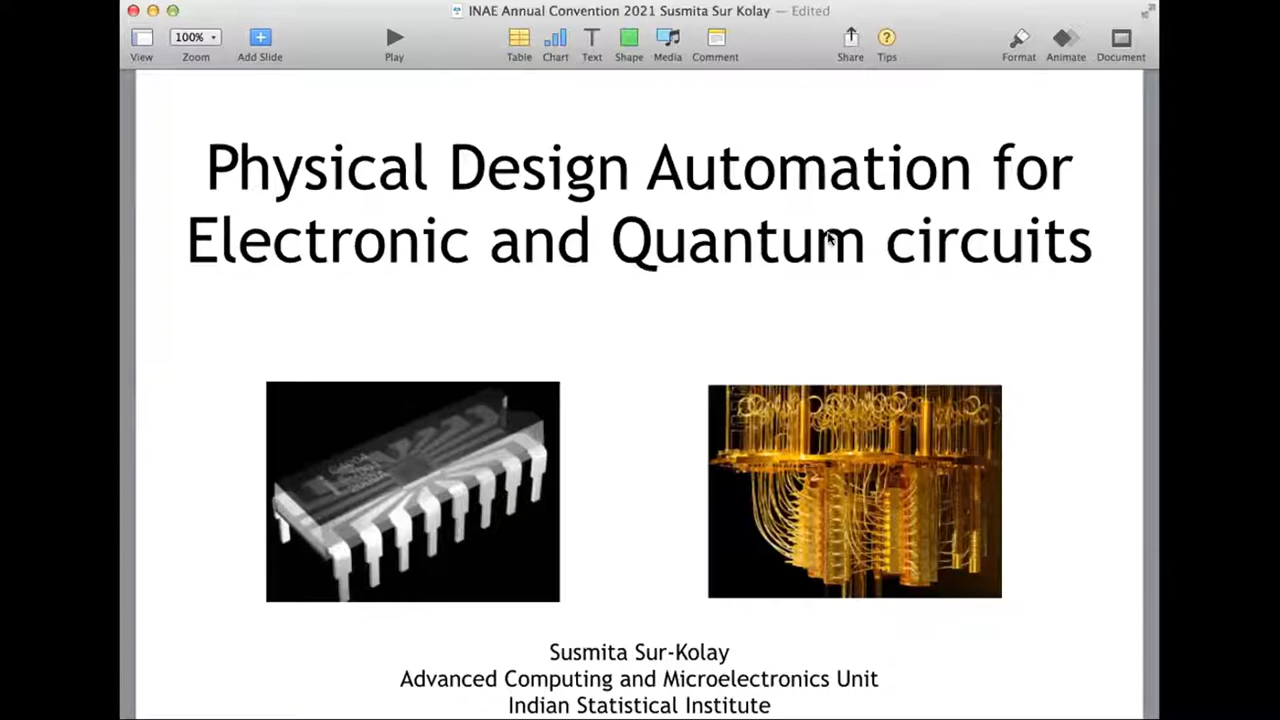 INAE Annual Convention 2021 Susmita Sur Kolay — Edited
100%
View
Zoom
Add Slide
Play
Table
Chart
Text
Shape
Media
Comment
Share
Tips
Format
Animate
Document
Physical Design Automation for
Electronic and Quantum circuits
Susmita Sur-Kolay
Advanced Computing and Microelectronics Unit
Indian Statistical Institute